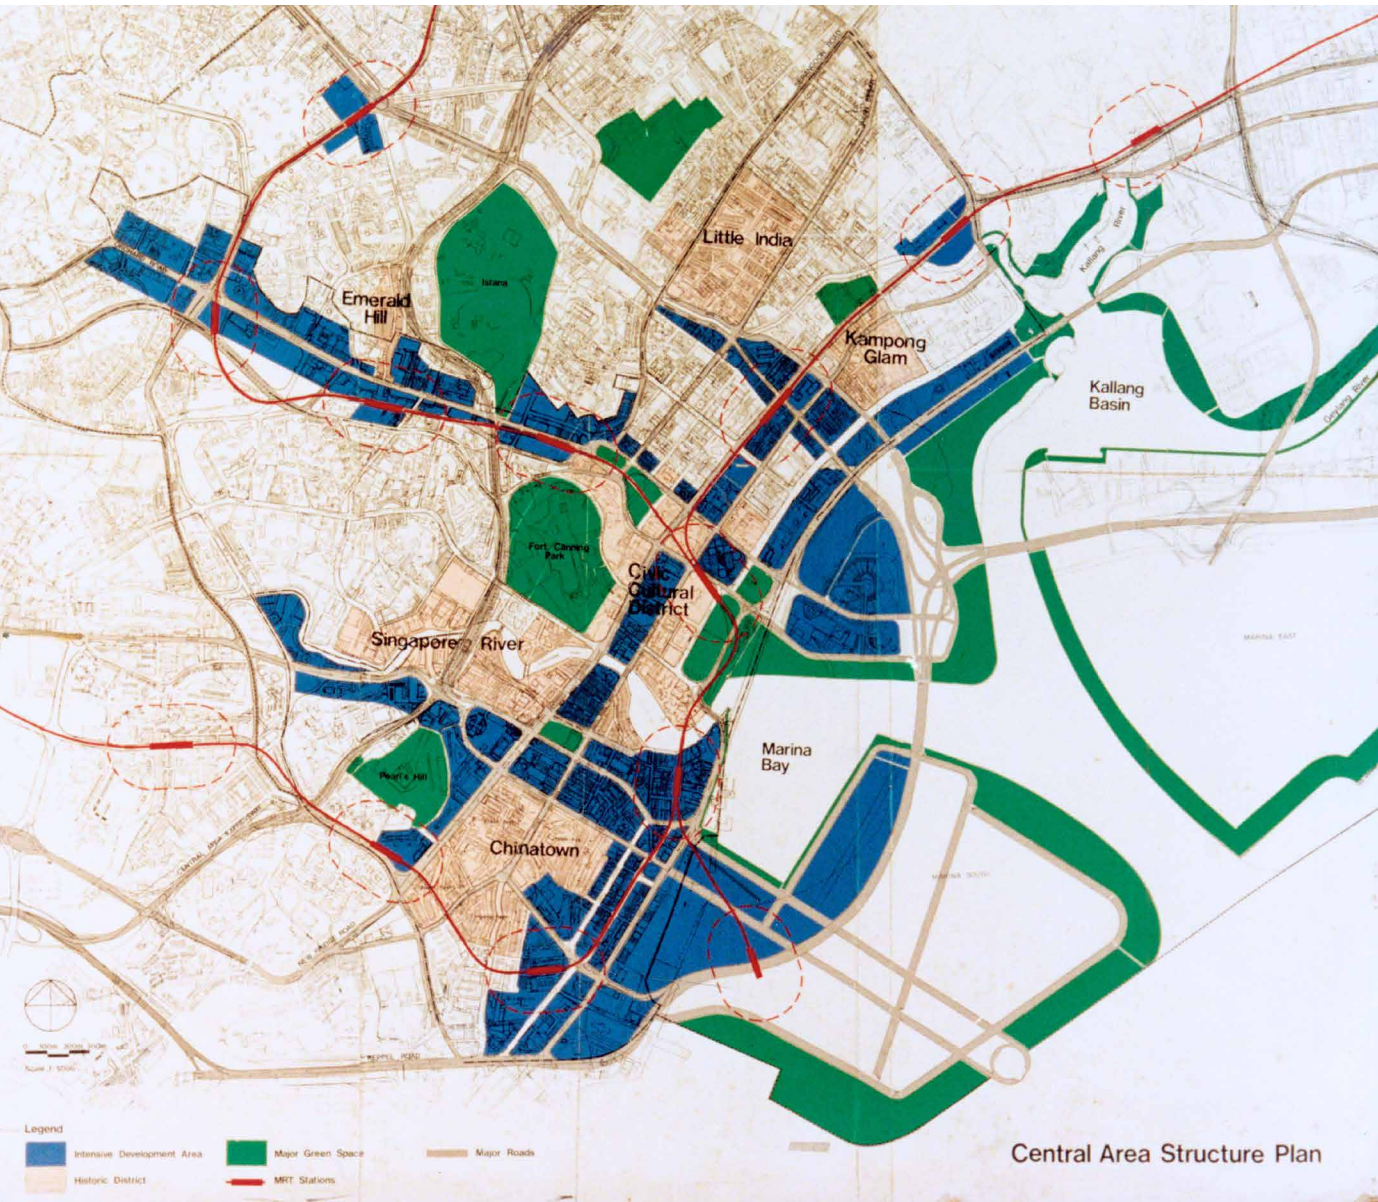 Little India
Istana
Emerald
Hill
Kampong
Glam
Kallang
River
Kallang
Basin
Geylang River
Fort Canning
Park
Civic
Cultural
District
Singapore River
MARINA EAST
Marina
Bay
Pearl's Hill
Chinatown
MARINA SOUTH
KEPPEL ROAD
Legend
Intensive Development Area
Major Green Space
Major Roads
Historic District
MRT Stations
Central Area Structure Plan